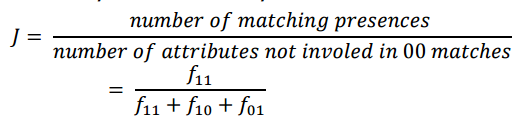 J = number of matching presences / number of attributes not involed in 00 matches
= f₁₁ / f₁₁ + f₁₀ + f₀₁